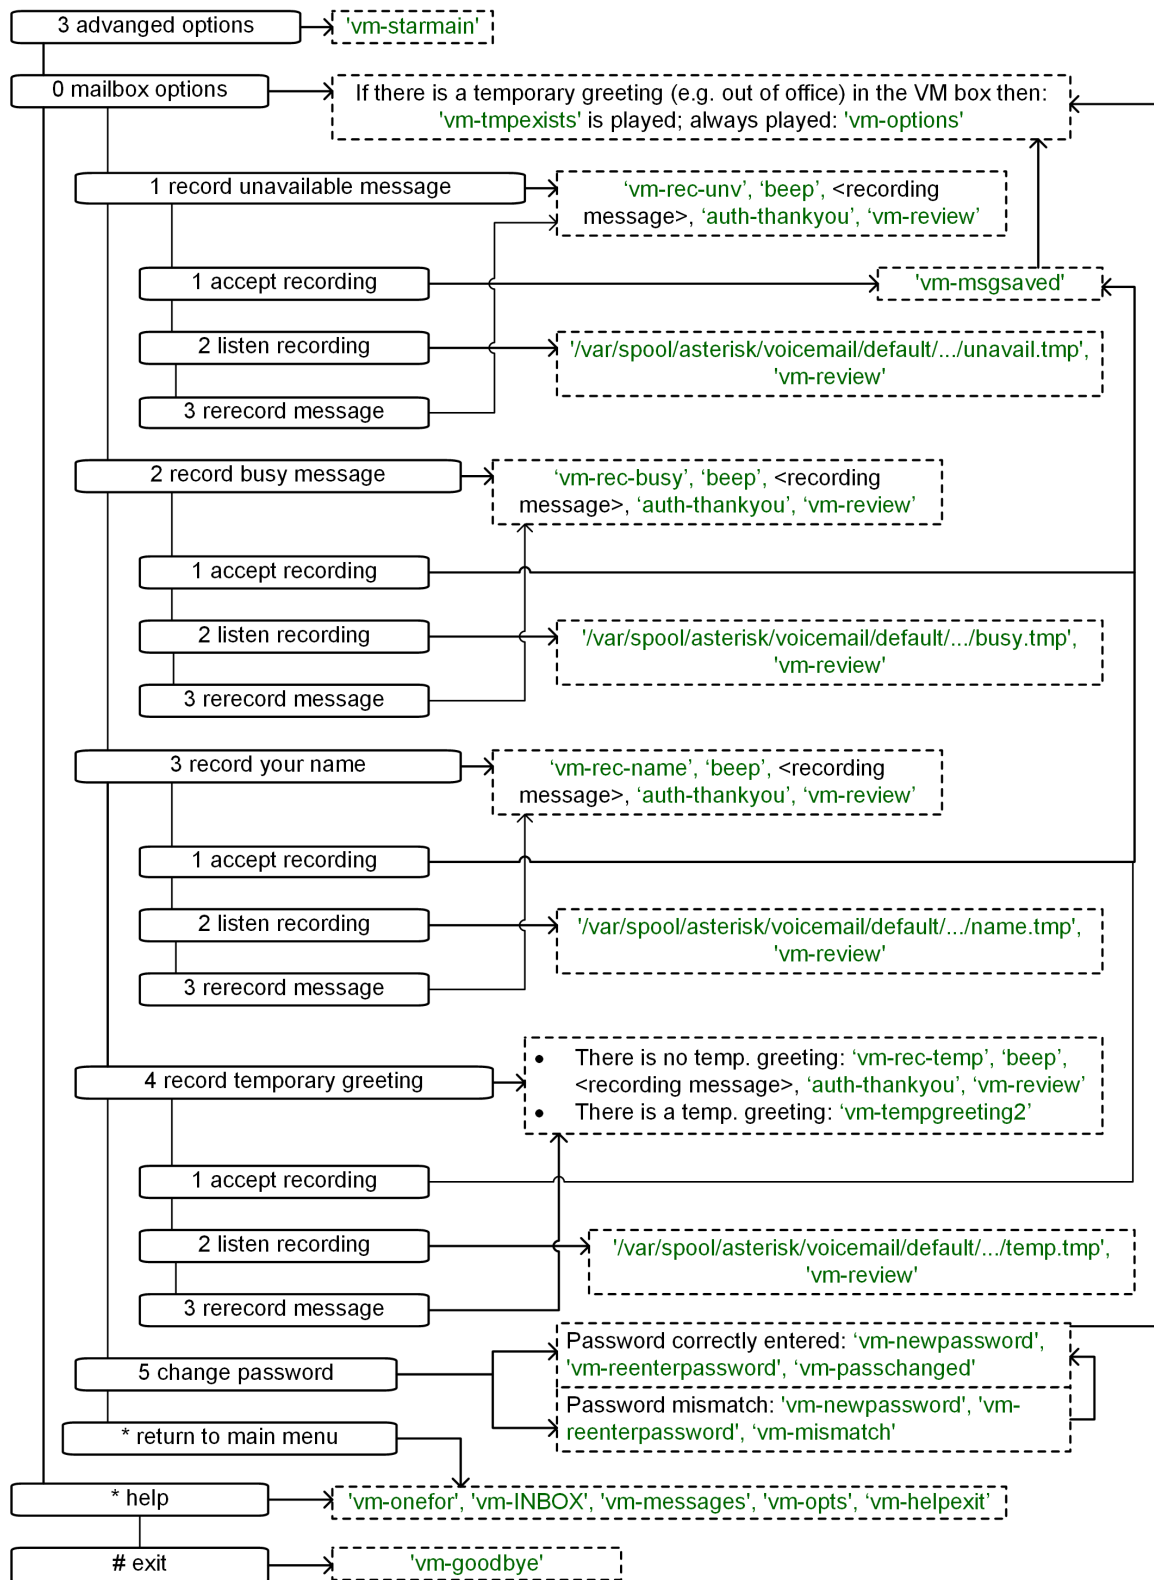 3 advanged options
'vm-starmain'
0 mailbox options
If there is a temporary greeting (e.g. out of office) in the VM box then:
'vm-tmpexists' is played; always played: 'vm-options'
1 record unavailable message
‘vm-rec-unv’, ‘beep’, <recording
message>, ‘auth-thankyou’, ‘vm-review’
1 accept recording
'vm-msgsaved'
2 listen recording
'/var/spool/asterisk/voicemail/default/.../unavail.tmp',
'vm-review'
3 rerecord message
2 record busy message
‘vm-rec-busy’, ‘beep’, <recording
message>, ‘auth-thankyou’, ‘vm-review’
1 accept recording
2 listen recording
'/var/spool/asterisk/voicemail/default/.../busy.tmp',
'vm-review'
3 rerecord message
3 record your name
‘vm-rec-name’, ‘beep’, <recording
message>, ‘auth-thankyou’, ‘vm-review’
1 accept recording
2 listen recording
'/var/spool/asterisk/voicemail/default/.../name.tmp',
'vm-review'
3 rerecord message
4 record temporary greeting
• There is no temp. greeting: ‘vm-rec-temp’, ‘beep’,
<recording message>, ‘auth-thankyou’, ‘vm-review’
• There is a temp. greeting: ‘vm-tempgreeting2’
1 accept recording
2 listen recording
'/var/spool/asterisk/voicemail/default/.../temp.tmp',
'vm-review'
3 rerecord message
5 change password
Password correctly entered: ‘vm-newpassword',
'vm-reenterpassword', ‘vm-passchanged'
Password mismatch: 'vm-newpassword', 'vm-
reenterpassword', ‘vm-mismatch'
* return to main menu
* help
'vm-onefor', 'vm-INBOX', 'vm-messages', 'vm-opts', ‘vm-helpexit’
# exit
'vm-goodbye'